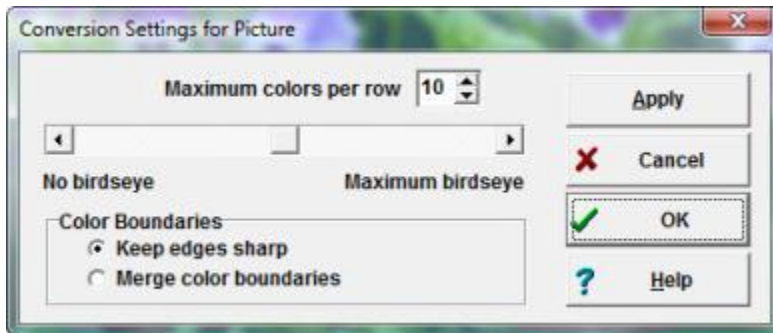 Conversion Settings for Picture
Maximum colors per row 10
No birdseye Maximum birdseye
Color Boundaries
Keep edges sharp
Merge color boundaries
Apply
Cancel
OK
Help